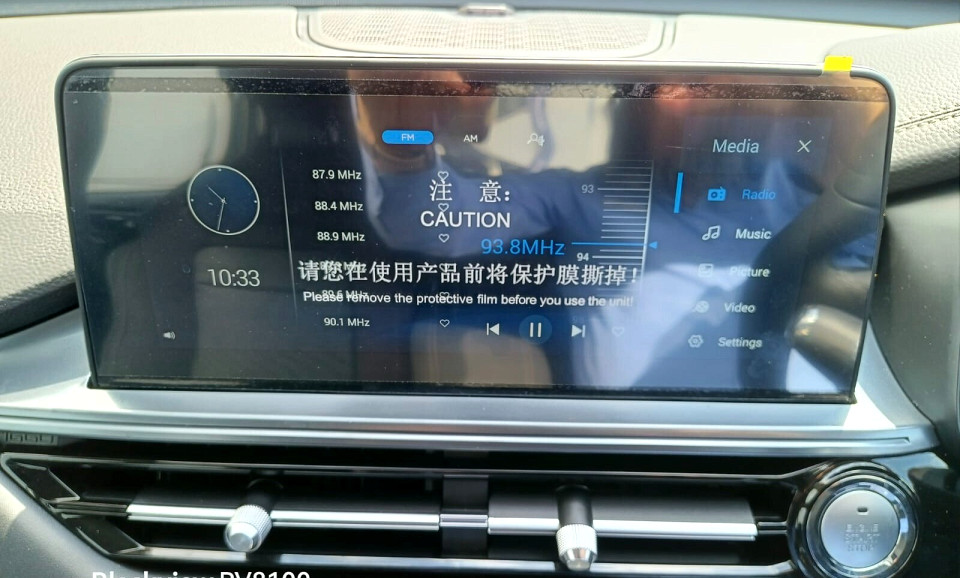 FM
AM
Media
87.9 MHz
88.4 MHz
88.9 MHz
90.1 MHz
注 意:
CAUTION
93
93.8MHz
94
请您在使用产品前将保护膜撕掉!
Please remove the protective film before you use the unit!
10:33
Radio
Music
Picture
Video
Settings